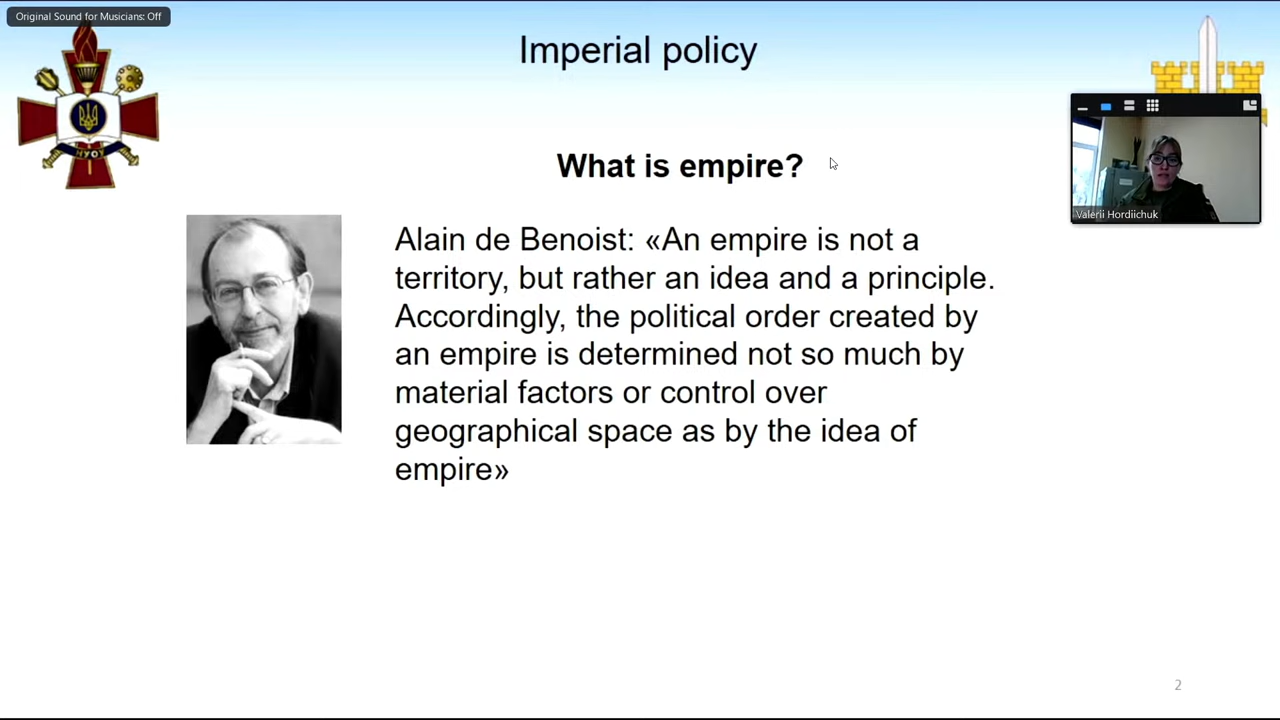 Original Sound for Musicians: Off
Imperial policy
НУОУ
Valerii Hordiichuk
What is empire?
Alain de Benoist: «An empire is not a
territory, but rather an idea and a principle.
Accordingly, the political order created by
an empire is determined not so much by
material factors or control over
geographical space as by the idea of
empire»
2